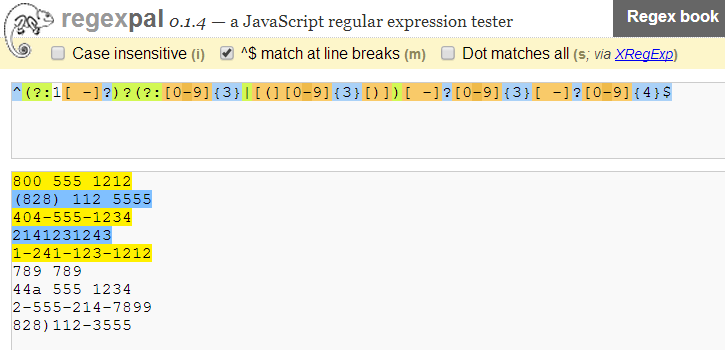 regexpal 0.1.4 — a JavaScript regular expression tester
Regex book
Case insensitive (i) ^$ match at line breaks (m) Dot matches all (s; via XRegExp)
^(?:1[ -]?)?(?:[0-9]{3}|[(][0-9]{3}[)])[ -]?[0-9]{3}[ -]?[0-9]{4}$
800 555 1212
(828) 112 5555
404-555-1234
2141231243
1-241-123-1212
789 789
44a 555 1234
2-555-214-7899
828)112-3555